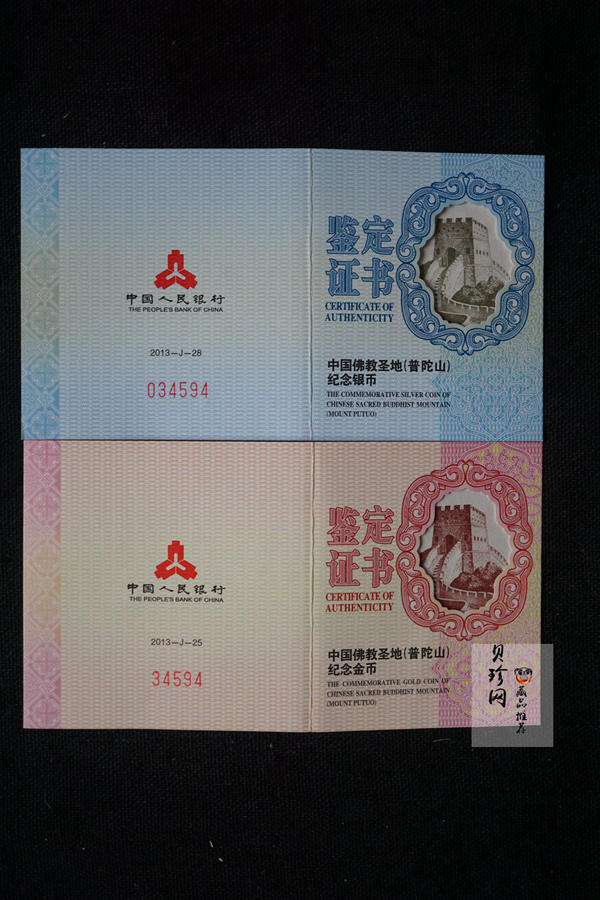 中国人民银行
THE PEOPLE'S BANK OF CHINA
2013-J-28
034594
鉴定
证书
CERTIFICATE OF
AUTHENTICITY
中国佛教圣地(普陀山)
纪念银币
THE COMMEMORATIVE SILVER COIN OF
CHINESE SACRED BUDDHIST MOUNTAIN
(MOUNT PUTUO)
中国人民银行
THE PEOPLE'S BANK OF CHINA
2013-J-25
34594
鉴定
证书
CERTIFICATE OF
AUTHENTICITY
中国佛教圣地(普陀山)
纪念金币
THE COMMEMORATIVE GOLD COIN OF
CHINESE SACRED BUDDHIST MOUNTAIN
(MOUNT PUTUO)
贝珍网
藏品推荐